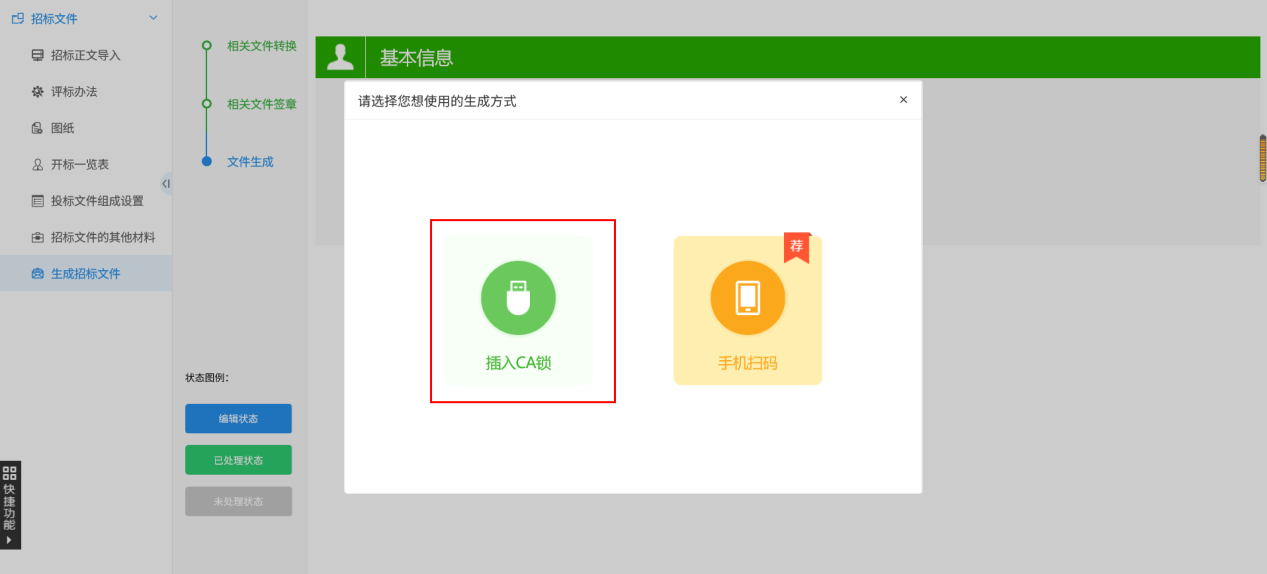 招标文件
招标正文导入
评标办法
图纸
开标一览表
投标文件组成设置
招标文件的其他材料
生成招标文件
快捷功能
相关文件转换
相关文件签章
文件生成
状态图例：
编辑状态
已处理状态
未处理状态
基本信息
请选择您想使用的生成方式
×
插入CA锁
荐
手机扫码